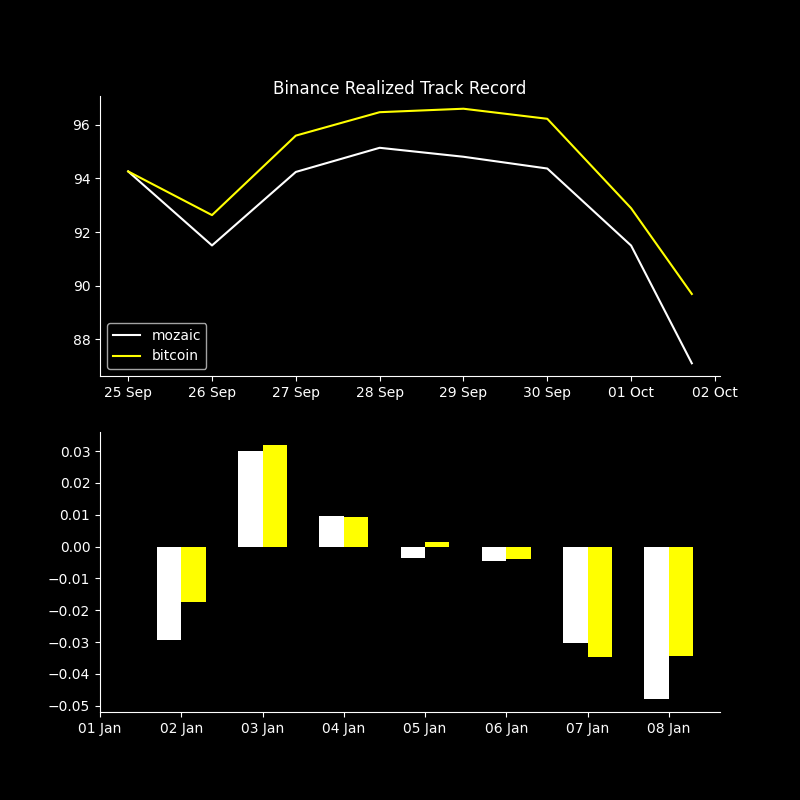 Binance Realized Track Record
96
94
92
90
88
mozaic
bitcoin
25 Sep 26 Sep 27 Sep 28 Sep 29 Sep 30 Sep 01 Oct 02 Oct
0.03
0.02
0.01
0.00
−0.01
−0.02
−0.03
−0.04
−0.05
01 Jan 02 Jan 03 Jan 04 Jan 05 Jan 06 Jan 07 Jan 08 Jan